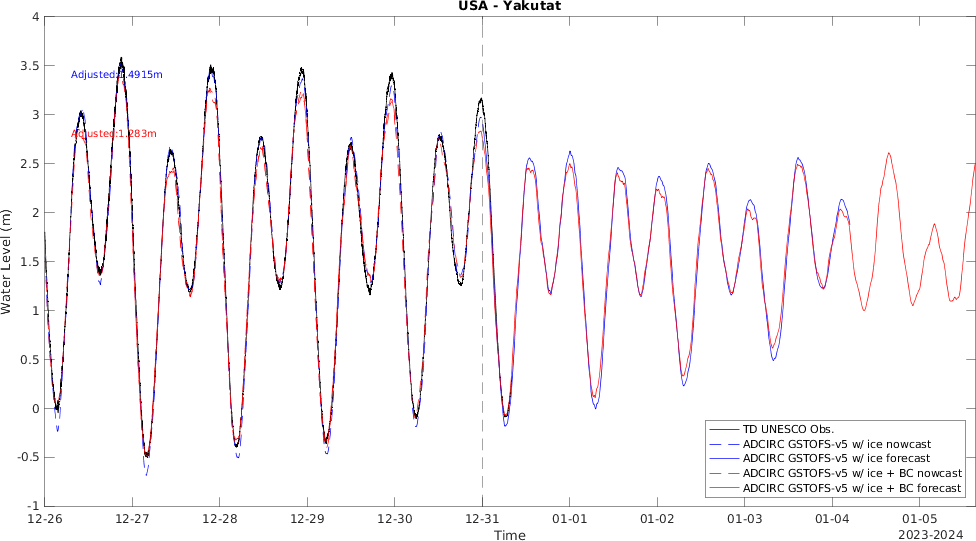 USA - Yakutat
4
3.5
3
2.5
2
1.5
1
0.5
0
-0.5
-1
Water Level (m)
Adjusted:1.4915m
Adjusted:1.283m
TD UNESCO Obs.
ADCIRC GSTOFS-v5 w/ ice nowcast
ADCIRC GSTOFS-v5 w/ ice forecast
ADCIRC GSTOFS-v5 w/ ice + BC nowcast
ADCIRC GSTOFS-v5 w/ ice + BC forecast
12-26 12-27 12-28 12-29 12-30 12-31 01-01 01-02 01-03 01-04 01-05
Time
2023-2024